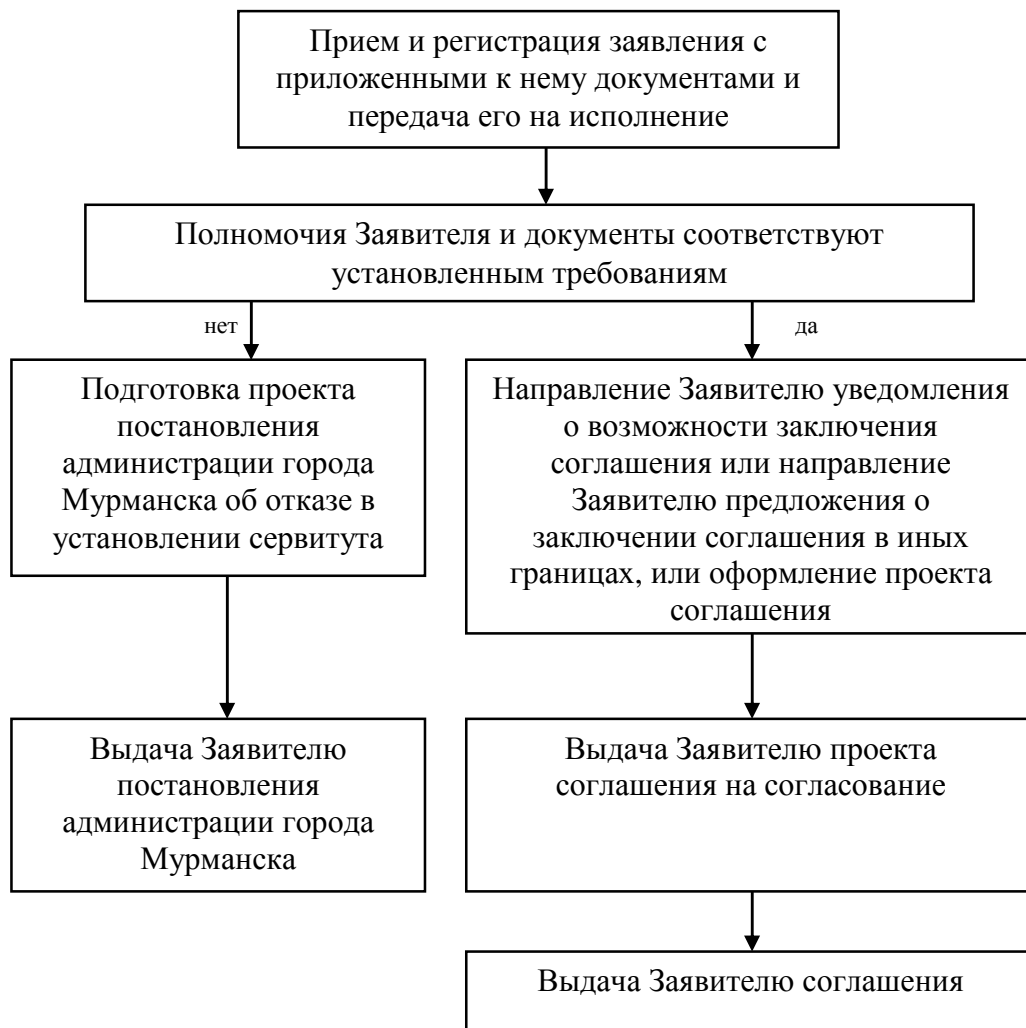 Прием и регистрация заявления с
приложенными к нему документами и
передача его на исполнение
Полномочия Заявителя и документы соответствуют
установленным требованиям
нет
да
Подготовка проекта
постановления
администрации города
Мурманска об отказе в
установлении сервитута
Направление Заявителю уведомления
о возможности заключения
соглашения или направление
Заявителю предложения о
заключении соглашения в иных
границах, или оформление проекта
соглашения
Выдача Заявителю
постановления
администрации города
Мурманска
Выдача Заявителю проекта
соглашения на согласование
Выдача Заявителю соглашения